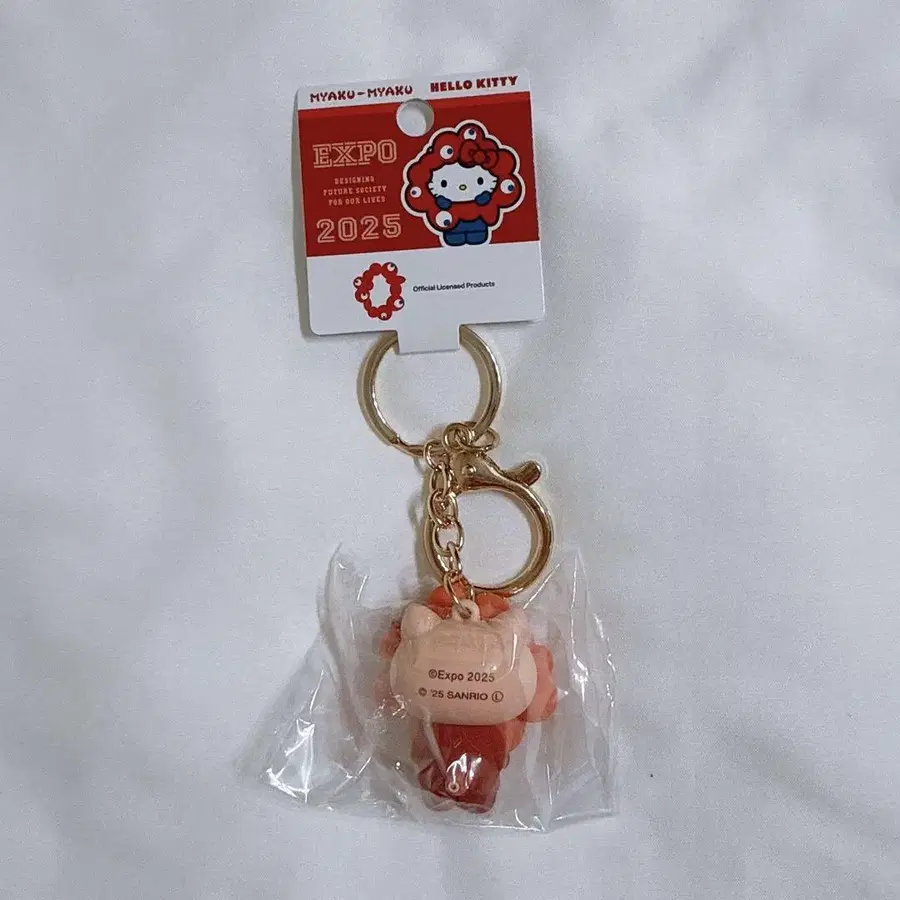 MYAKU-MYAKU HELLO KITTY
EXPO
DESIGNING
FUTURE SOCIETY
FOR OUR LIVES
2025
Official Licensed Products
©Expo 2025
© '25 SANRIO Ⓛ